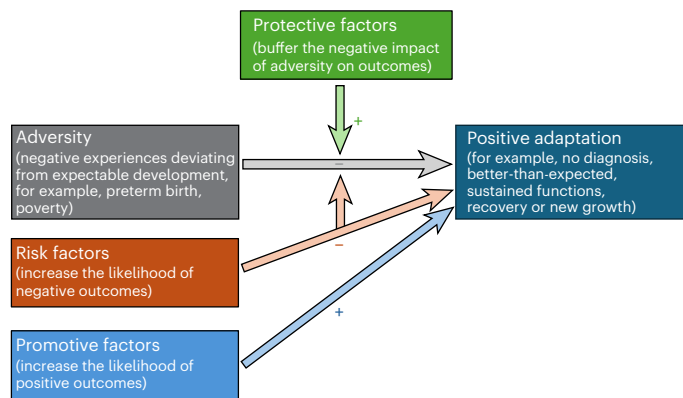 Protective factors
(buffer the negative impact
of adversity on outcomes)
+
Adversity
(negative experiences deviating
from expectable development,
for example, preterm birth,
poverty)
−
Positive adaptation
(for example, no diagnosis,
better-than-expected,
sustained functions,
recovery or new growth)
Risk factors
(increase the likelihood of
negative outcomes)
−
+
Promotive factors
(increase the likelihood of
positive outcomes)